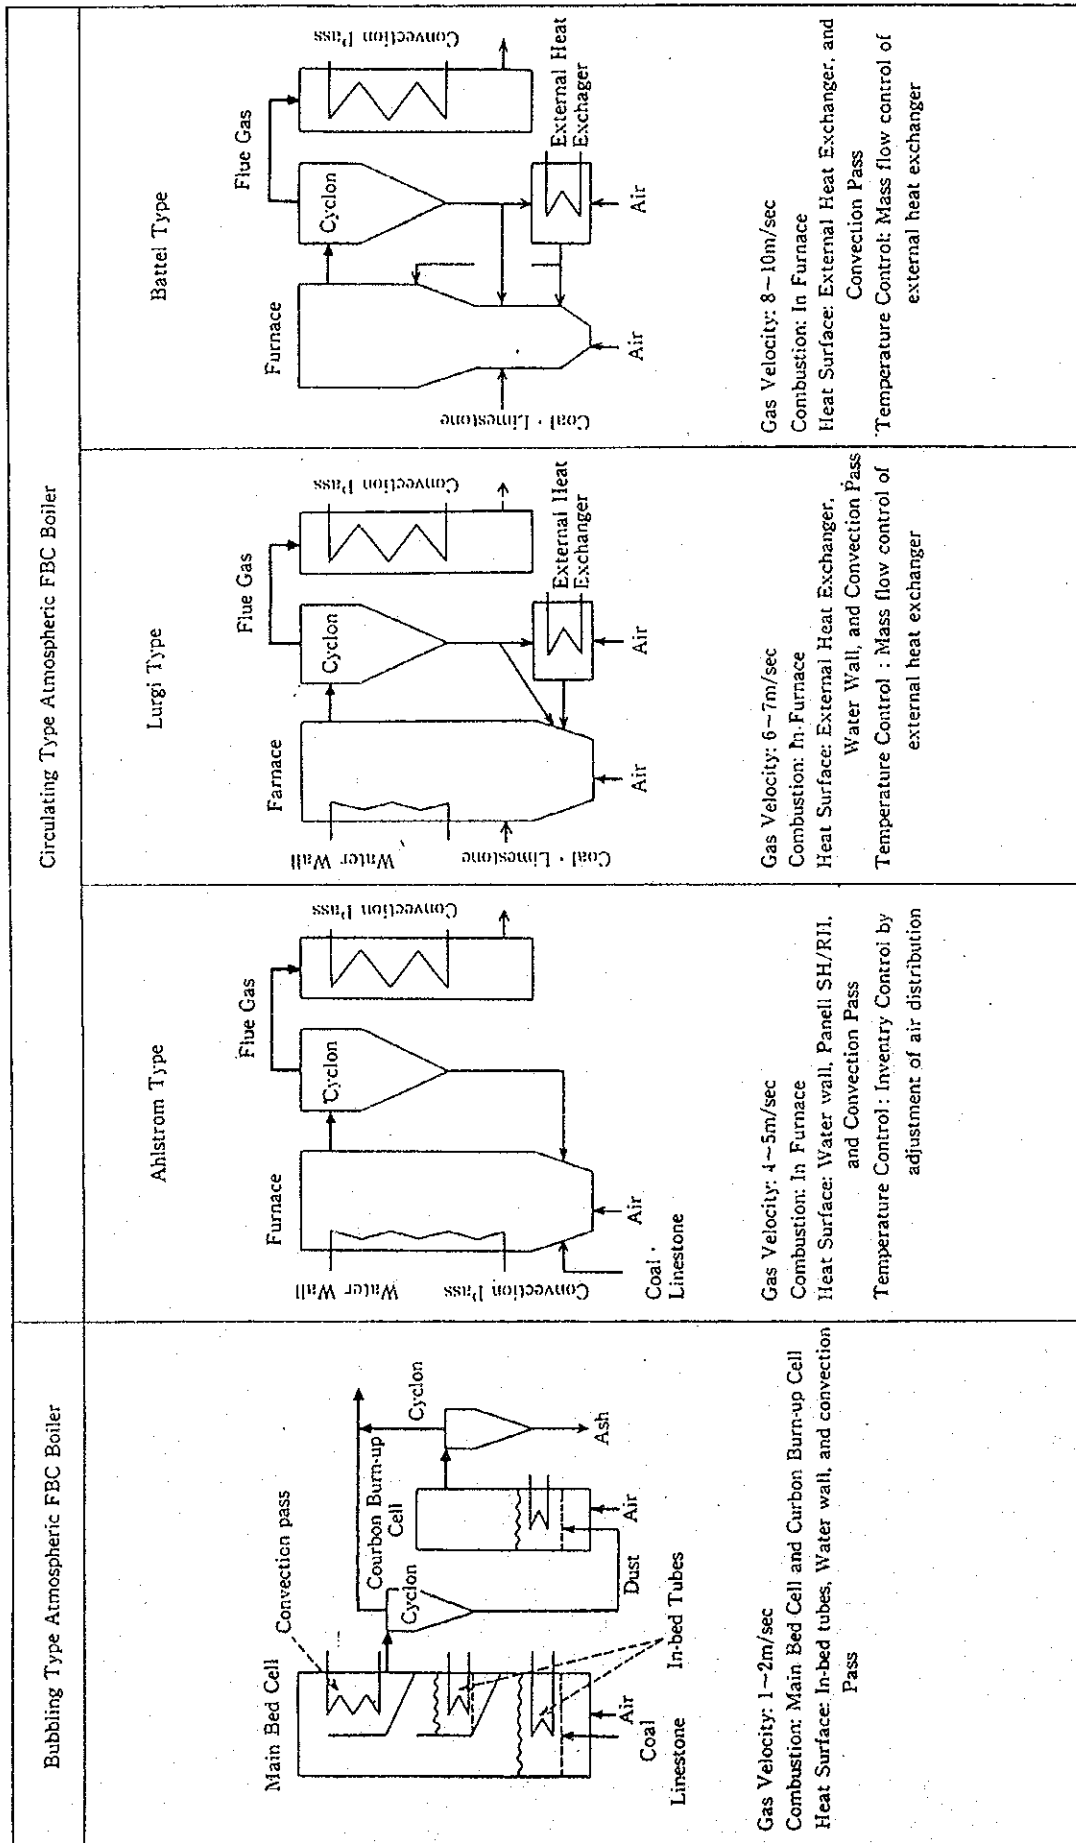 Bubbling Type Atmospheric FBC Boiler
Circulating Type Atmospheric FBC Boiler
Ahlstrom Type
Lurgi Type
Battel Type
Main Bed Cell
Convection pass
Courbon Burn-up
Cell
Cyclon
Cyclon
In-bed Tubes
Dust
Air
Ash
Air
Coal
Linestone
Gas Velocity: 1~2m/sec
Combustion: Main Bed Cell and Curbon Burn-up Cell
Heat Surface: In-bed tubes, Water wall, and convection
Pass
Furnace
Flue Gas
Cyclon
Water Wall
Convection Pass
Convection Pass
Air
Coal ·
Linestone
Gas Velocity: 4~5m/sec
Combustion: In Furnace
Heat Surface: Water wall, Panell SH/RH,
and Convection Pass
Temperature Control : Inventry Control by
adjustment of air distribution
Farnace
Flue Gas
Cyclon
Water Wall
Convection Pass
Coal · Limestone
External Heat
Exchanger
Air
Air
Gas Velocity: 6~7m/sec
Combustion: In-Furnace
Heat Surface: External Heat Exchanger,
Water Wall, and Convection Pass
Temperature Control : Mass flow control of
external heat exchanger
Furnace
Flue Gas
Cyclon
Convection Pass
Coal · Limestone
External Heat
Exchager
Air
Air
Gas Velocity: 8~10m/sec
Combustion: In Furnace
Heat Surface: External Heat Exchanger, and
Convection Pass
Temperature Control: Mass flow control of
external heat exchanger